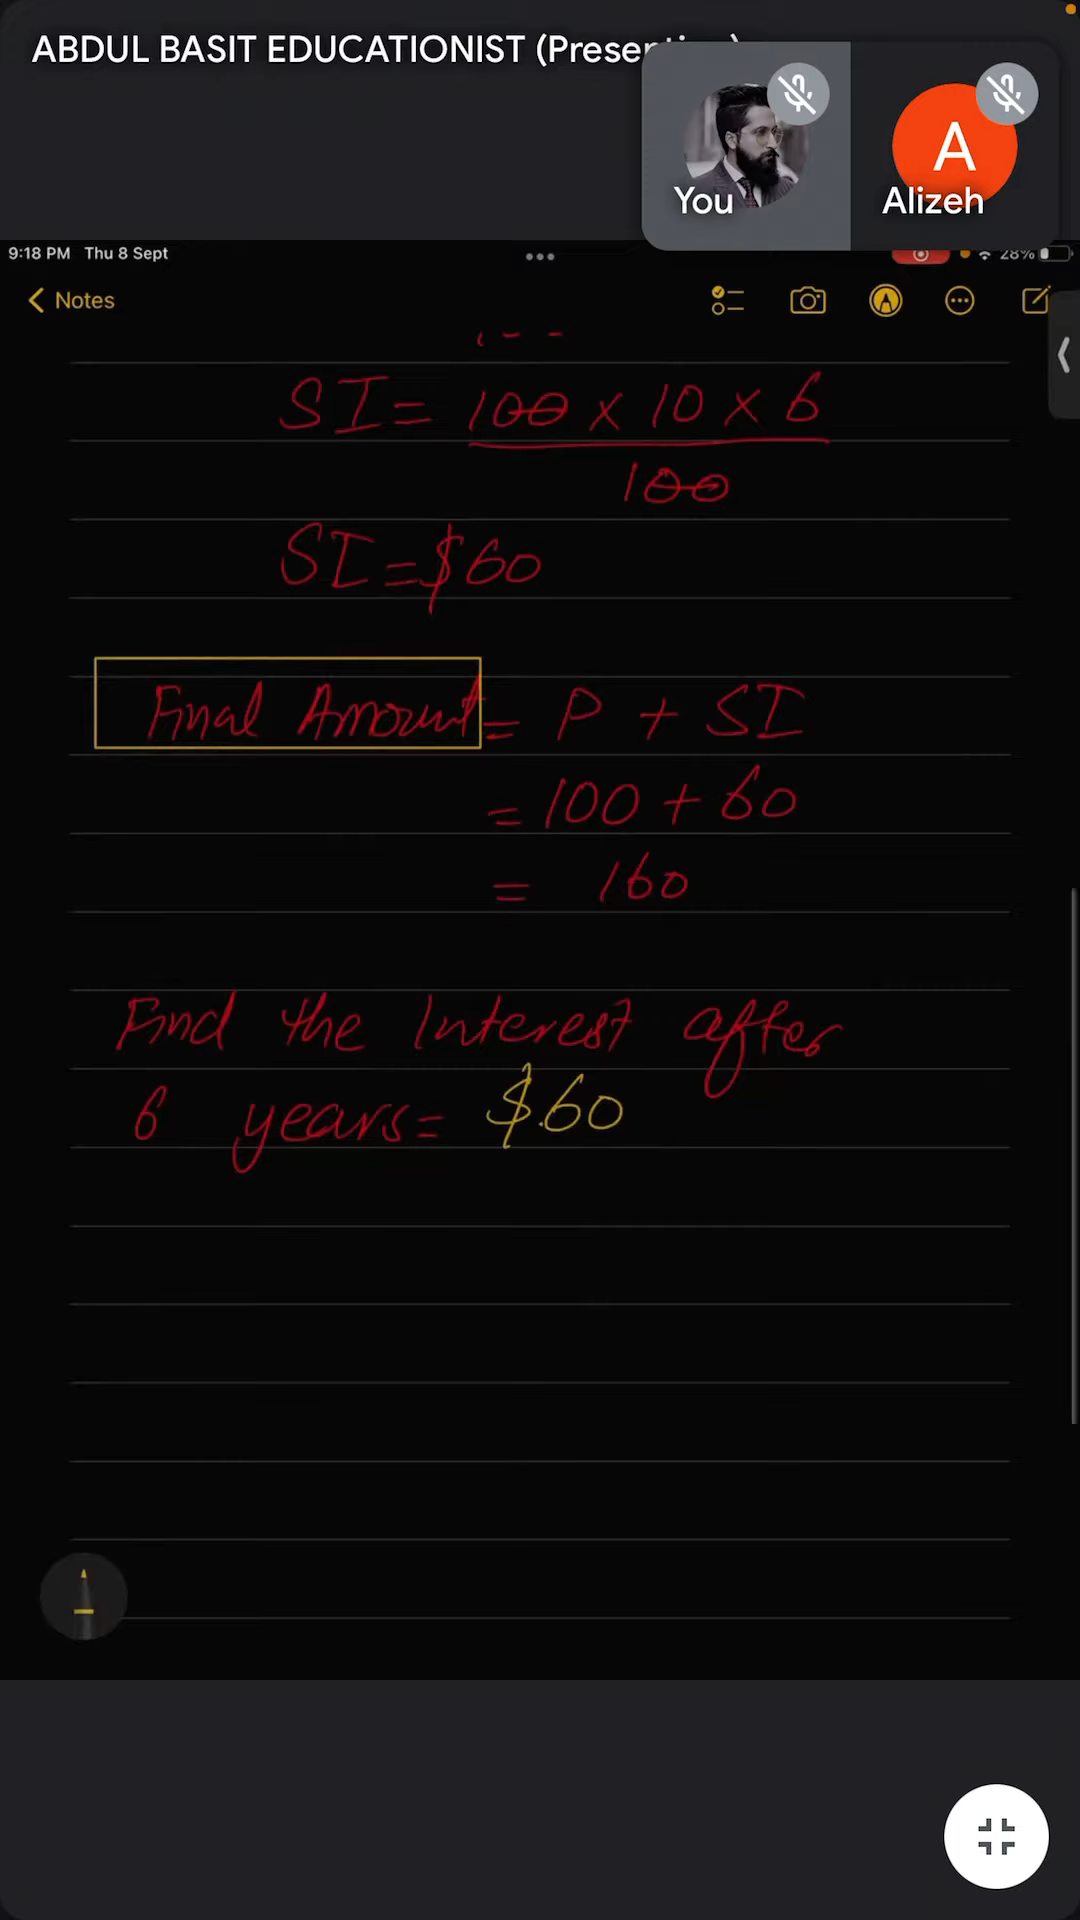 ABDUL BASIT EDUCATIONIST
You
A
Alizeh
9:18 PM Thu 8 Sept
28%
Notes
SI = 100 x 10 x 6
100
SI = $60
Final Amount = P + SI
= 100 + 60
= 160
Find the Interest after
6 years = $.60